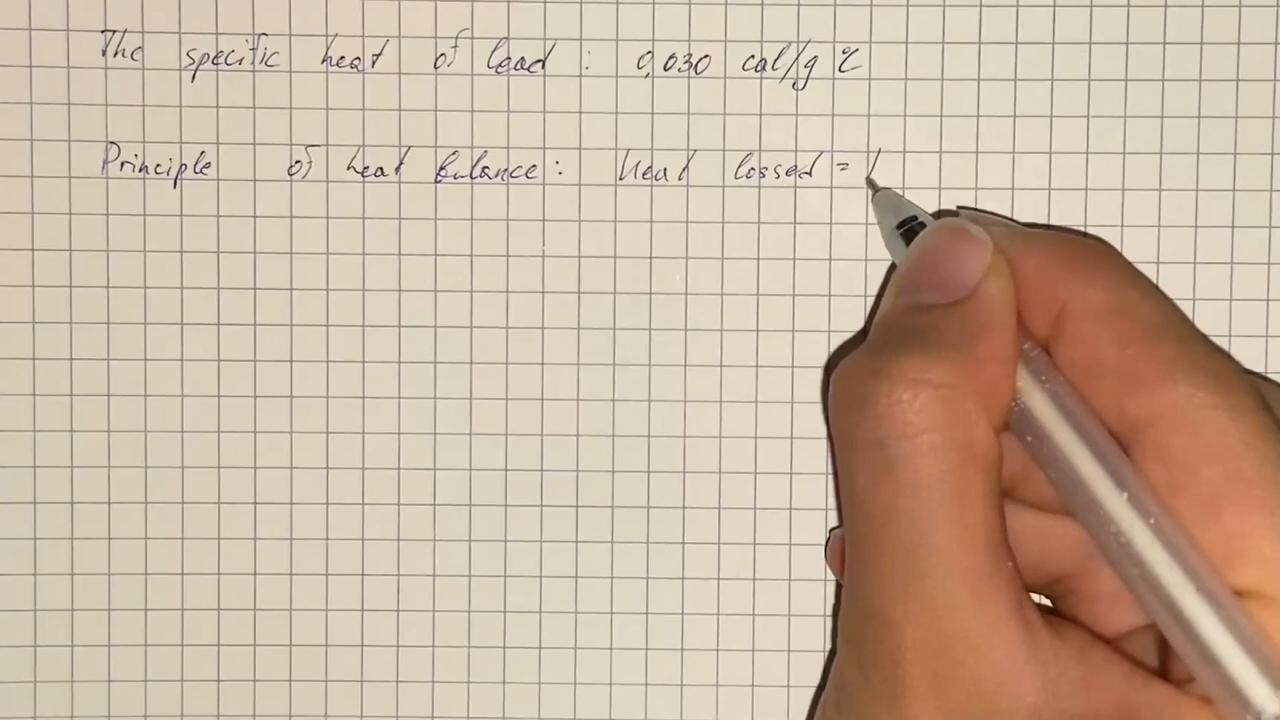 The specific heat of lead : 0,030 cal/g ℃
Principle of heat balance : Heat lossed =